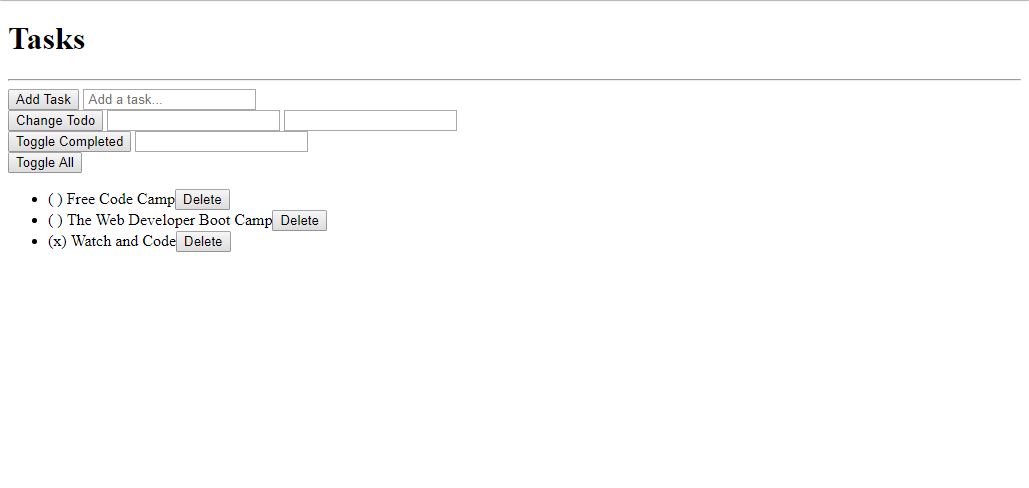 Tasks
Add Task Add a task...
Change Todo
Toggle Completed
Toggle All
( ) Free Code Camp Delete
( ) The Web Developer Boot Camp Delete
(x) Watch and Code Delete